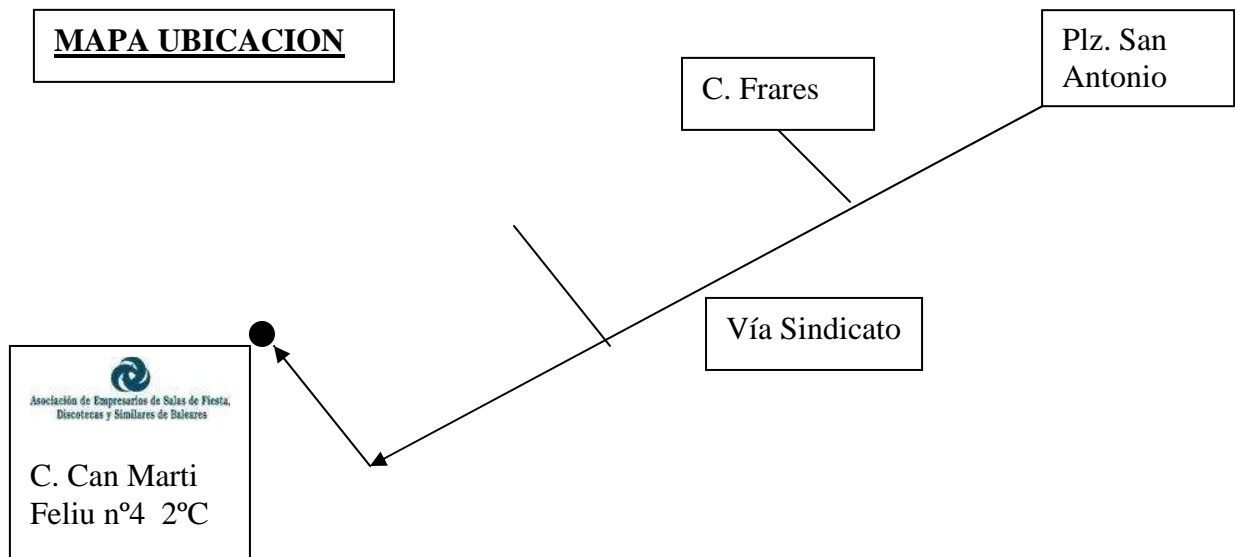 MAPA UBICACION
Plz. San
Antonio
C. Frares
Vía Sindicato
Asociación de Empresarios de Salas de Fiesta,
Discotecas y Similares de Baleares
C. Can Marti
Feliu nº4 2ºC